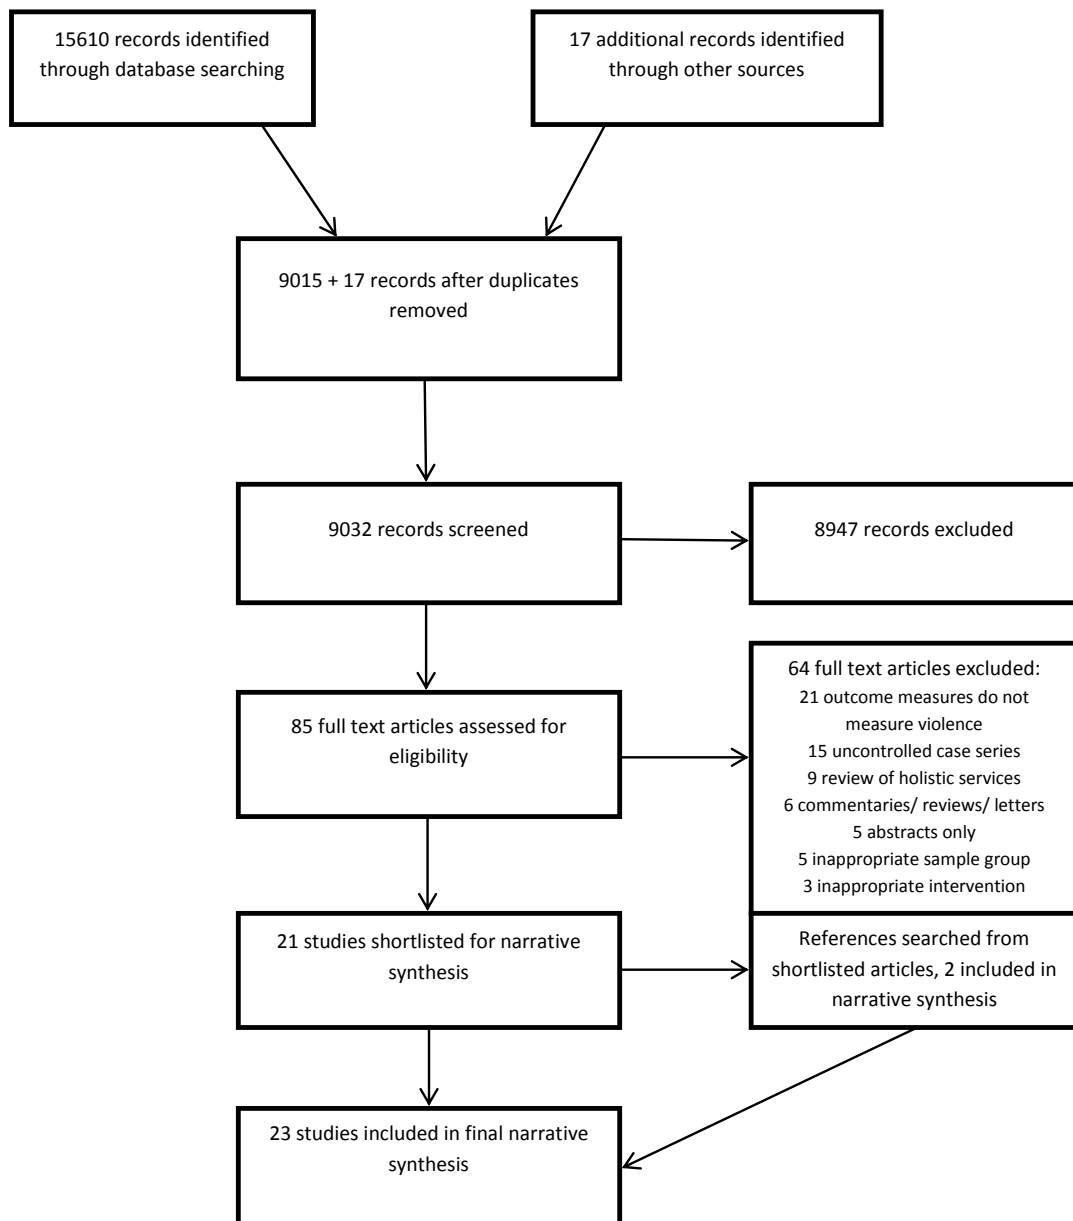 15610 records identified
through database searching
17 additional records identified
through other sources
9015 + 17 records after duplicates
removed
9032 records screened
8947 records excluded
85 full text articles assessed for
eligibility
64 full text articles excluded:
21 outcome measures do not
measure violence
15 uncontrolled case series
9 review of holistic services
6 commentaries/ reviews/ letters
5 abstracts only
5 inappropriate sample group
3 inappropriate intervention
21 studies shortlisted for narrative
synthesis
References searched from
shortlisted articles, 2 included in
narrative synthesis
23 studies included in final narrative
synthesis